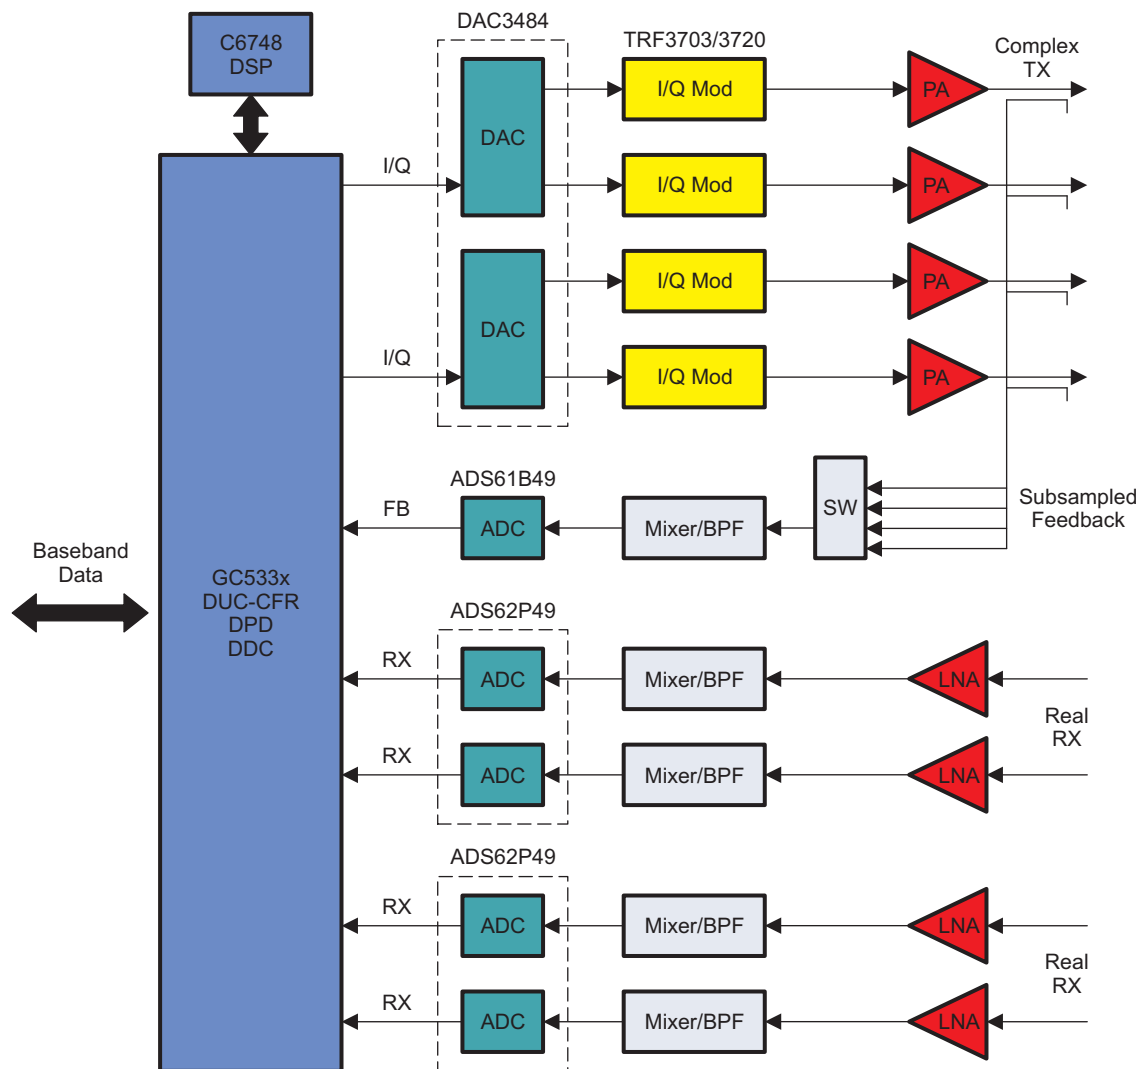 DAC3484
TRF3703/3720
C6748
DSP
Complex
TX
I/Q Mod
PA
DAC
I/Q
I/Q Mod
PA
I/Q Mod
PA
DAC
I/Q
I/Q Mod
PA
ADS61B49
FB
ADC
Mixer/BPF
SW
Subsampled
Feedback
Baseband
Data
GC533x
DUC-CFR
DPD
DDC
ADS62P49
RX
ADC
Mixer/BPF
LNA
Real
RX
RX
ADC
Mixer/BPF
LNA
ADS62P49
RX
ADC
Mixer/BPF
LNA
Real
RX
RX
ADC
Mixer/BPF
LNA